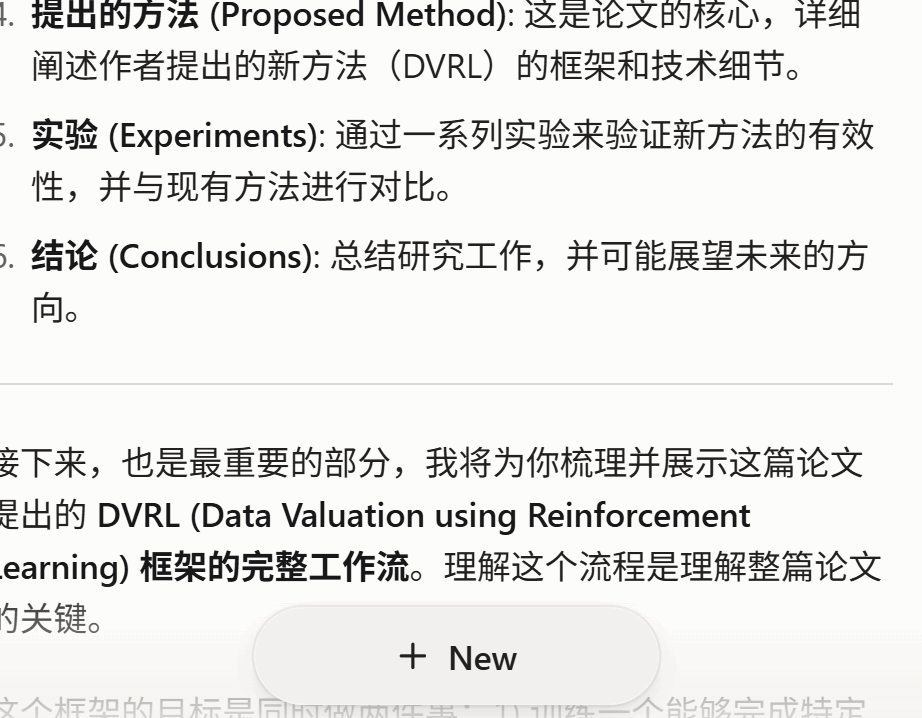 4. 提出的方法 (Proposed Method): 这是论文的核心，详细
阐述作者提出的新方法（DVRL）的框架和技术细节。
5. 实验 (Experiments): 通过一系列实验来验证新方法的有效
性，并与现有方法进行对比。
6. 结论 (Conclusions): 总结研究工作，并可能展望未来的方
向。
接下来，也是最重要的部分，我将为你梳理并展示这篇论文
提出的 DVRL (Data Valuation using Reinforcement
Learning) 框架的完整工作流。理解这个流程是理解整篇论文
的关键。
+ New
这个框架的目标是同时做两件事：1) 训练一个能够完成特定